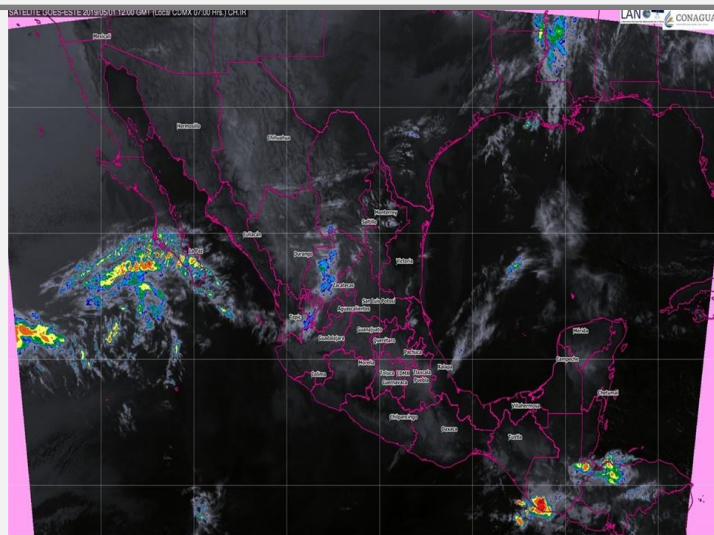 SATELITE GOES-ESTE 2019/05/01 12:00 GMT (Local CDMX 07:00 Hrs.) CH.IR
LAN
CONAGUA
Mexicali
Hermosillo
Chihuahua
Monterrey
Saltillo
Culiacán
La Paz
Durango
Victoria
Zacatecas
San Luis Potosí
Aguascalientes
Tepic
Guanajuato
Mérida
Guadalajara
Querétaro
Pachuca
Campeche
Morelia
Xalapa
Toluca CDMX Tlaxcala
Colima
Puebla
Cuernavaca
Chetumal
Villahermosa
Chilpancingo
Oaxaca
Tuxtla